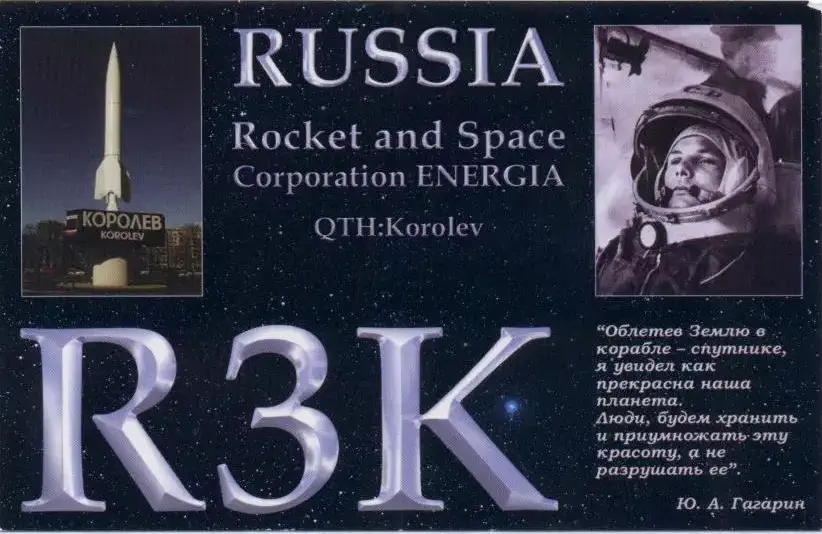 RUSSIA
Rocket and Space
Corporation ENERGIA
QTH:Korolev
КОРОЛЕВ
KOROLEV
R3K
"Облетев Землю в
корабле – спутнике,
я увидел как
прекрасна наша
планета.
Люди, будем хранить
и приумножать эту
красоту, а не
разрушать ее".
Ю. А. Гагарин